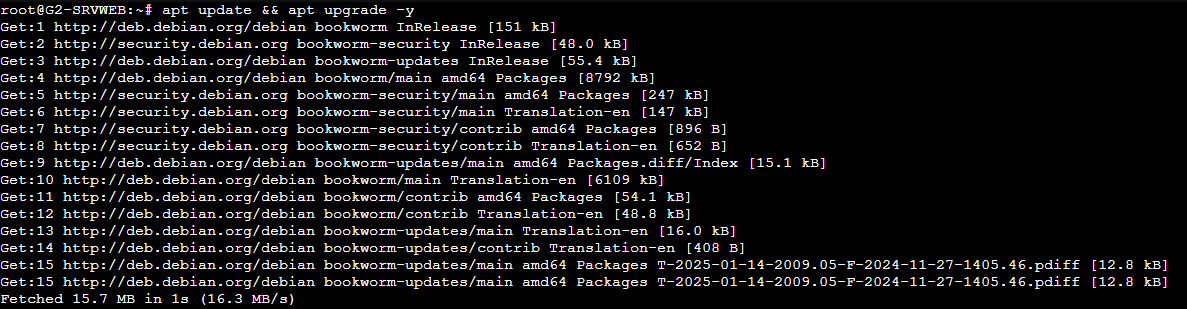 root@G2-SRVWEB:~# apt update && apt upgrade -y
Get:1 http://deb.debian.org/debian bookworm InRelease [151 kB]
Get:2 http://security.debian.org bookworm-security InRelease [48.0 kB]
Get:3 http://deb.debian.org/debian bookworm-updates InRelease [55.4 kB]
Get:4 http://deb.debian.org/debian bookworm/main amd64 Packages [8792 kB]
Get:5 http://security.debian.org bookworm-security/main amd64 Packages [247 kB]
Get:6 http://security.debian.org bookworm-security/main Translation-en [147 kB]
Get:7 http://security.debian.org bookworm-security/contrib amd64 Packages [896 B]
Get:8 http://security.debian.org bookworm-security/contrib Translation-en [652 B]
Get:9 http://deb.debian.org/debian bookworm-updates/main amd64 Packages.diff/Index [15.1 kB]
Get:10 http://deb.debian.org/debian bookworm/main Translation-en [6109 kB]
Get:11 http://deb.debian.org/debian bookworm/contrib amd64 Packages [54.1 kB]
Get:12 http://deb.debian.org/debian bookworm/contrib Translation-en [48.8 kB]
Get:13 http://deb.debian.org/debian bookworm-updates/main Translation-en [16.0 kB]
Get:14 http://deb.debian.org/debian bookworm-updates/contrib Translation-en [408 B]
Get:15 http://deb.debian.org/debian bookworm-updates/main amd64 Packages T-2025-01-14-2009.05-F-2024-11-27-1405.46.pdiff [12.8 kB]
Get:15 http://deb.debian.org/debian bookworm-updates/main amd64 Packages T-2025-01-14-2009.05-F-2024-11-27-1405.46.pdiff [12.8 kB]
Fetched 15.7 MB in 1s (16.3 MB/s)